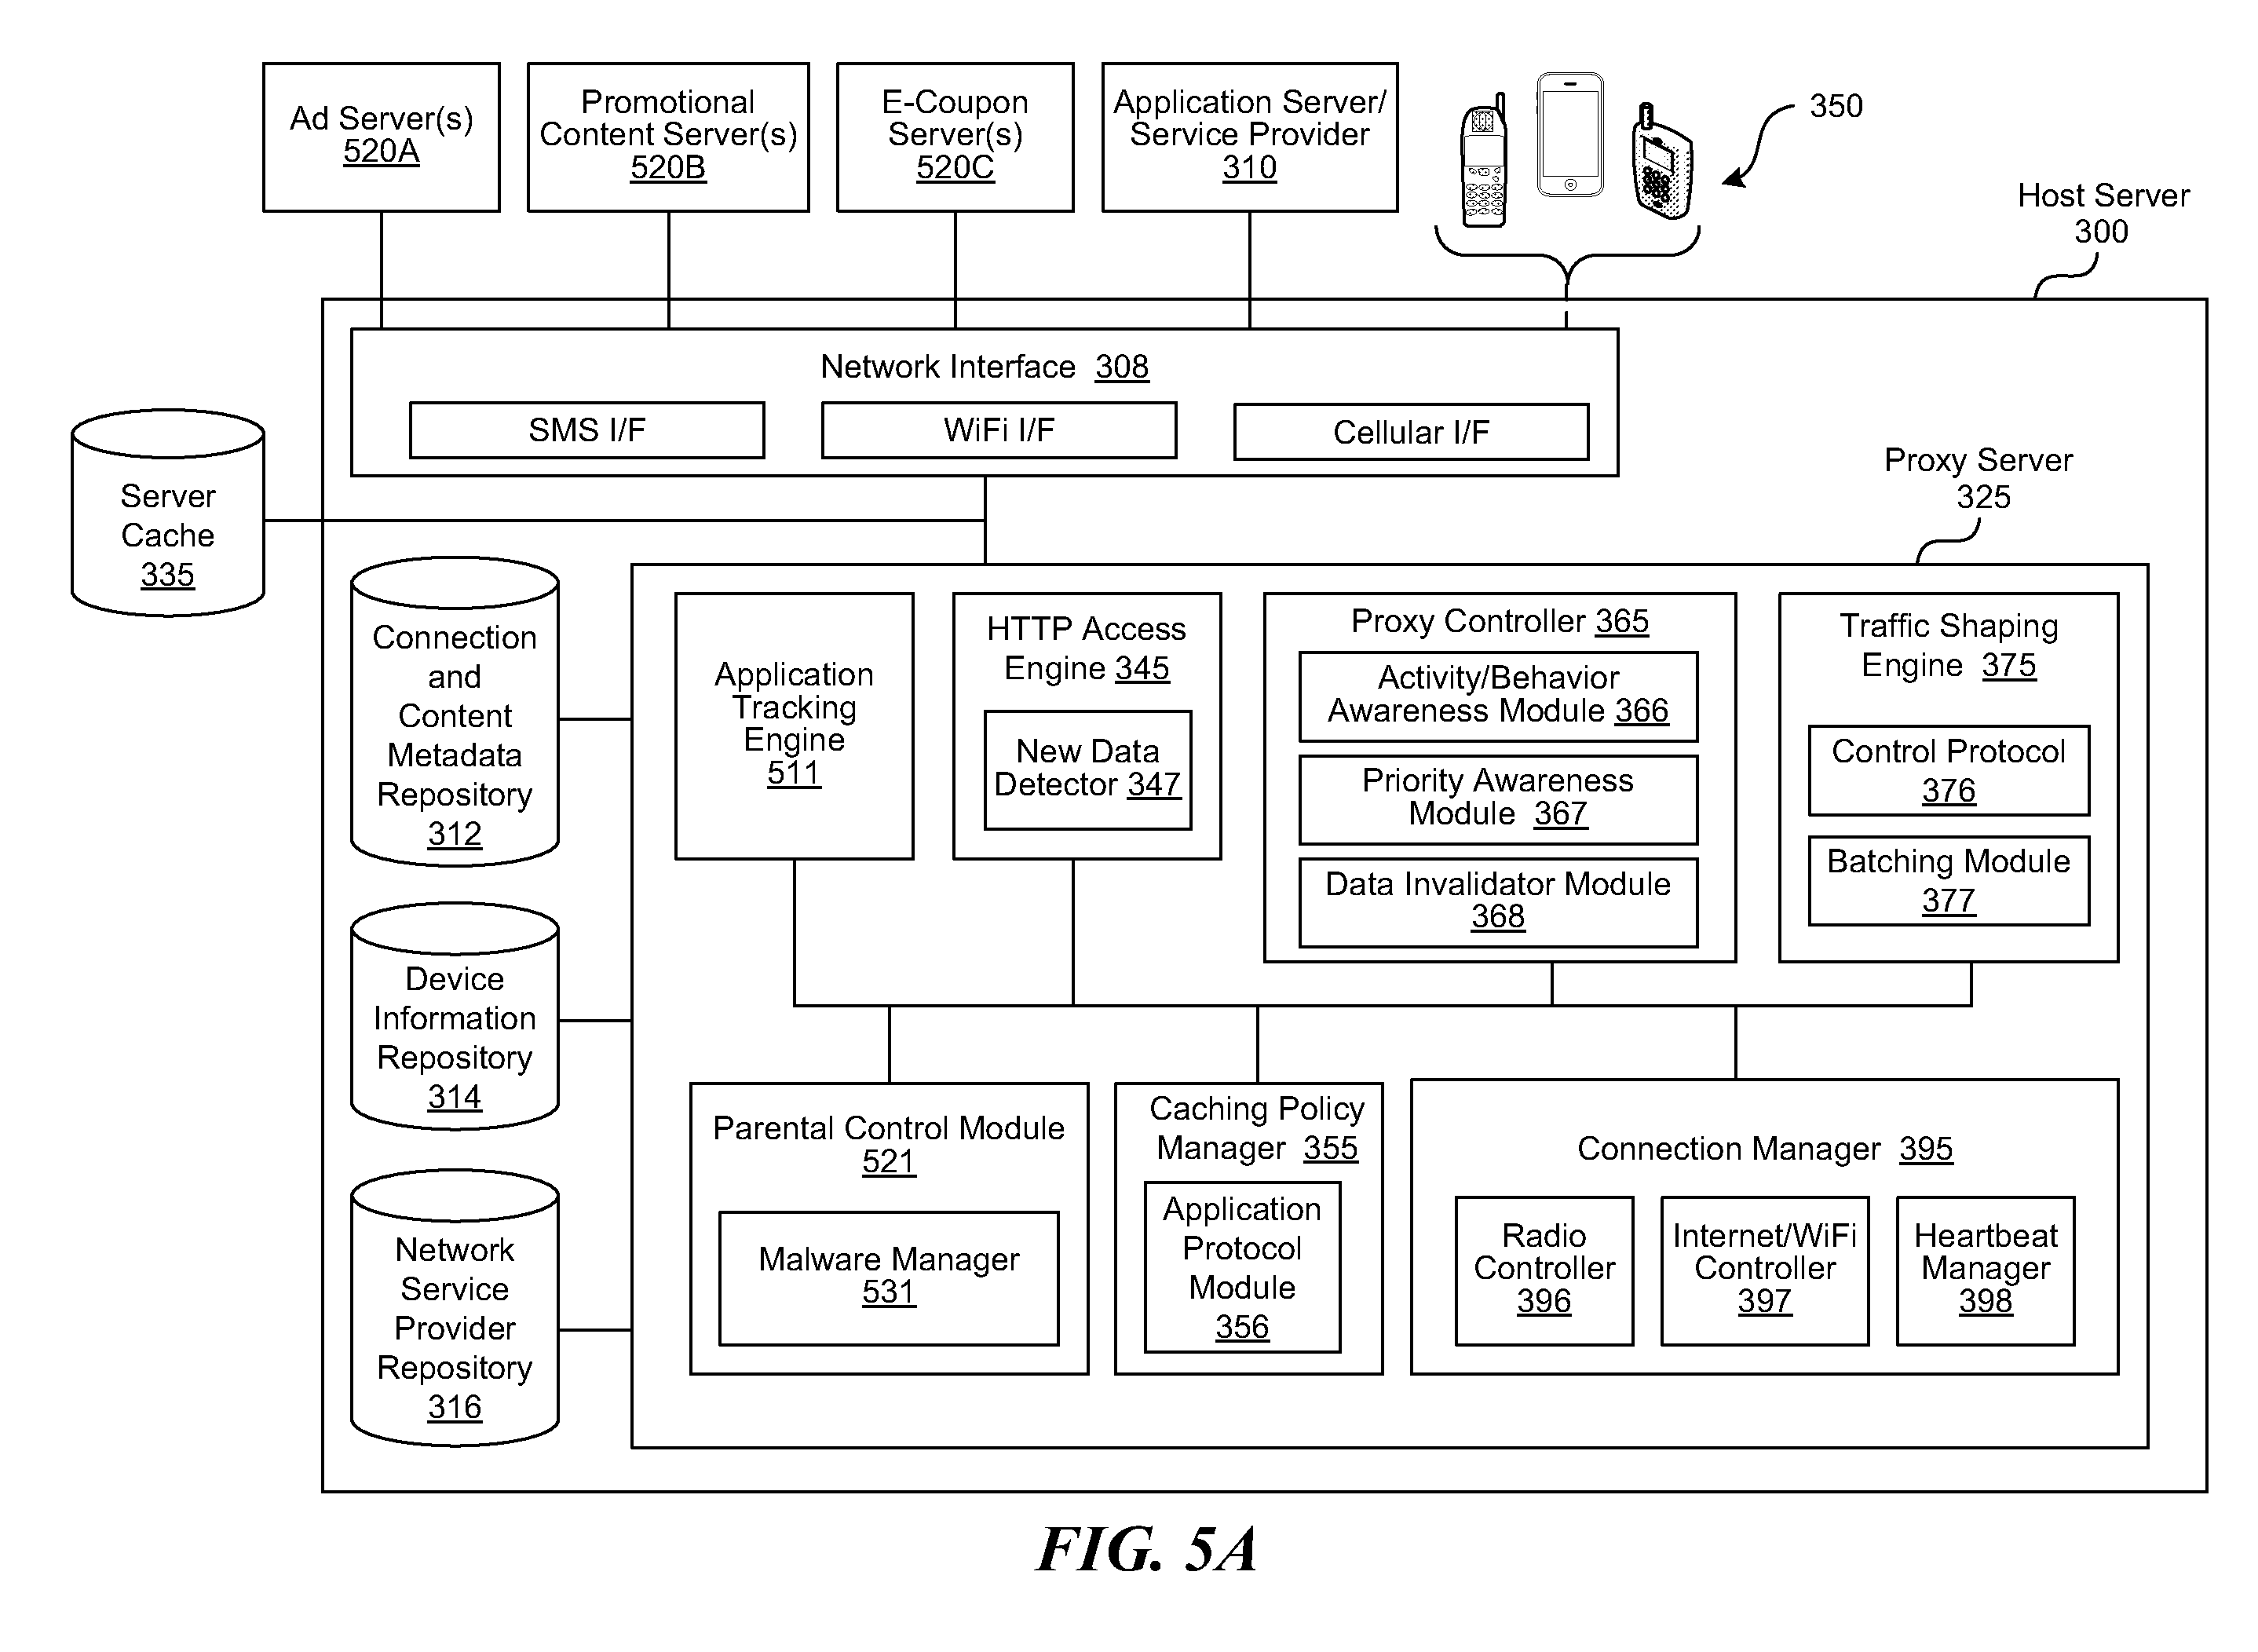 Ad Server(s)
520A
Promotional
Content Server(s)
520B
E-Coupon
Server(s)
520C
Application Server/
Service Provider
310
350
Host Server
300
Network Interface 308
SMS I/F
WiFi I/F
Cellular I/F
Server
Cache
335
Proxy Server
325
Connection
and
Content
Metadata
Repository
312
Device
Information
Repository
314
Network
Service
Provider
Repository
316
Application
Tracking
Engine
511
HTTP Access
Engine 345
New Data
Detector 347
Proxy Controller 365
Activity/Behavior
Awareness Module 366
Priority Awareness
Module 367
Data Invalidator Module
368
Traffic Shaping
Engine 375
Control Protocol
376
Batching Module
377
Parental Control Module
521
Malware Manager
531
Caching Policy
Manager 355
Application
Protocol
Module
356
Connection Manager 395
Radio
Controller
396
Internet/WiFi
Controller
397
Heartbeat
Manager
398
FIG. 5A